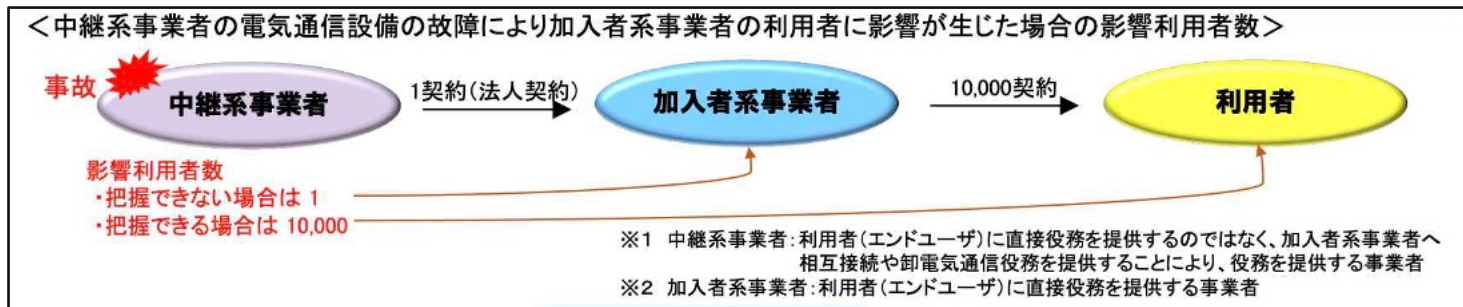 ＜中継系事業者の電気通信設備の故障により加入者系事業者の利用者に影響が生じた場合の影響利用者数＞
事故
中継系事業者
1契約（法人契約）
加入者系事業者
10,000契約
利用者
影響利用者数
・把握できない場合は 1
・把握できる場合は 10,000
※1 中継系事業者：利用者（エンドユーザ）に直接役務を提供するのではなく、加入者系事業者へ
相互接続や卸電気通信役務を提供することにより、役務を提供する事業者
※2 加入者系事業者：利用者（エンドユーザ）に直接役務を提供する事業者